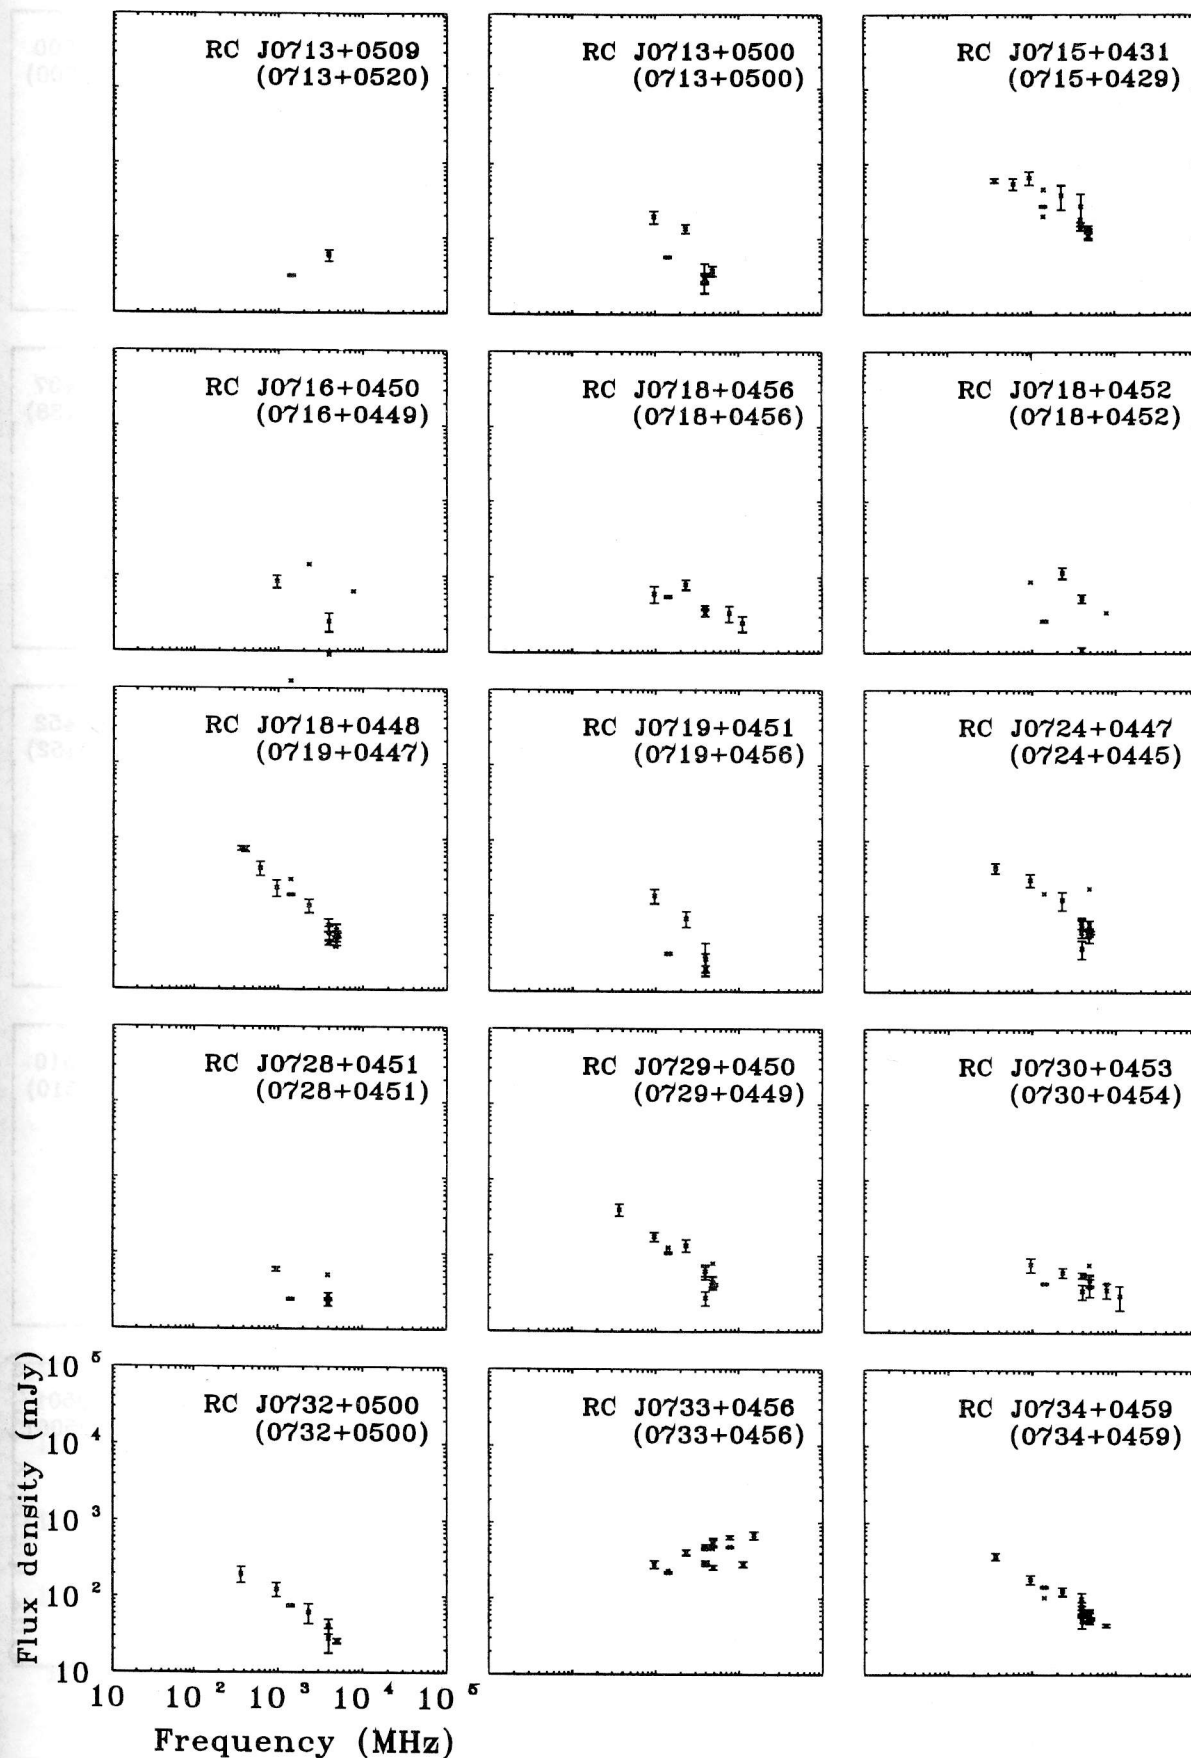 RC J0713+0509
(0713+0520)
RC J0713+0500
(0713+0500)
RC J0715+0431
(0715+0429)
RC J0716+0450
(0716+0449)
RC J0718+0456
(0718+0456)
RC J0718+0452
(0718+0452)
RC J0718+0448
(0719+0447)
RC J0719+0451
(0719+0456)
RC J0724+0447
(0724+0445)
RC J0728+0451
(0728+0451)
RC J0729+0450
(0729+0449)
RC J0730+0453
(0730+0454)
RC J0732+0500
(0732+0500)
RC J0733+0456
(0733+0456)
RC J0734+0459
(0734+0459)
Flux density (mJy)
10 ⁵
10 ⁴
10 ³
10 ²
10
10 10 ² 10 ³ 10 ⁴ 10 ⁵
Frequency (MHz)